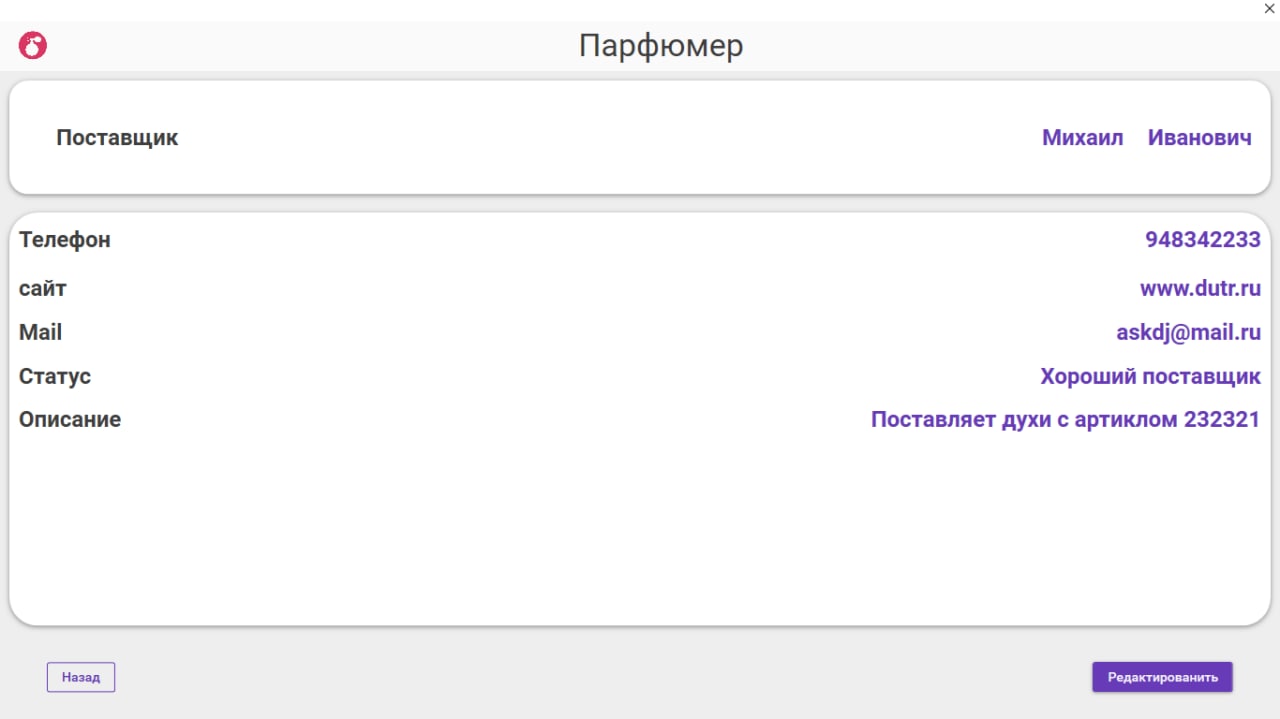 Парфюмер
Поставщик Михаил Иванович
Телефон 948342233
сайт www.dutr.ru
Mail askdj@mail.ru
Статус Хороший поставщик
Описание Поставляет духи с артиклом 232321
Назад Редактированить